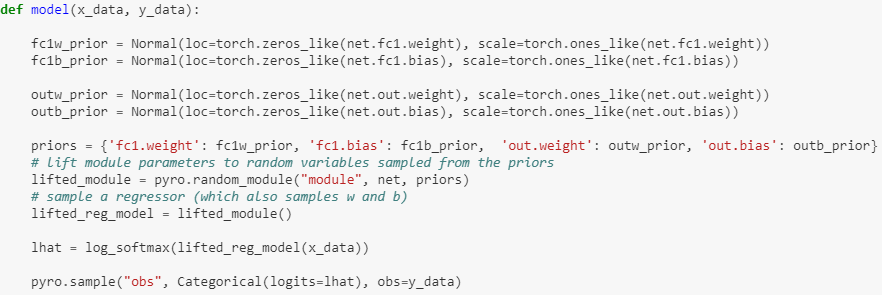 def model(x_data, y_data):
fc1w_prior = Normal(loc=torch.zeros_like(net.fc1.weight), scale=torch.ones_like(net.fc1.weight))
fc1b_prior = Normal(loc=torch.zeros_like(net.fc1.bias), scale=torch.ones_like(net.fc1.bias))
outw_prior = Normal(loc=torch.zeros_like(net.out.weight), scale=torch.ones_like(net.out.weight))
outb_prior = Normal(loc=torch.zeros_like(net.out.bias), scale=torch.ones_like(net.out.bias))
priors = {'fc1.weight': fc1w_prior, 'fc1.bias': fc1b_prior,  'out.weight': outw_prior, 'out.bias': outb_prior}
# lift module parameters to random variables sampled from the priors
lifted_module = pyro.random_module("module", net, priors)
# sample a regressor (which also samples w and b)
lifted_reg_model = lifted_module()
lhat = log_softmax(lifted_reg_model(x_data))
pyro.sample("obs", Categorical(logits=lhat), obs=y_data)